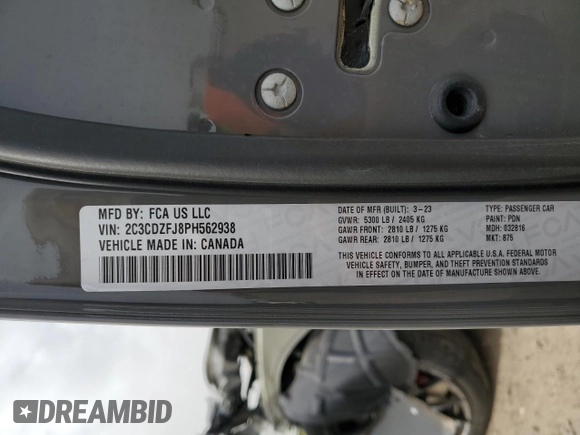 MFD BY: FCA US LLC
VIN: 2C3CDZFJ8PH562938
VEHICLE MADE IN: CANADA
DATE OF MFR (BUILT): 3-23
GVWR: 5300 LB / 2405 KG
GAWR FRONT: 2810 LB / 1275 KG
GAWR REAR: 2810 LB / 1275 KG
TYPE: PASSENGER CAR
PAINT: PDN
MDH: 032816
MKT: 875
THIS VEHICLE CONFORMS TO ALL APPLICABLE U.S.A. FEDERAL MOTOR
VEHICLE SAFETY, BUMPER, AND THEFT PREVENTION STANDARDS
IN EFFECT ON THE DATE OF MANUFACTURE SHOWN ABOVE.
DREAMBID